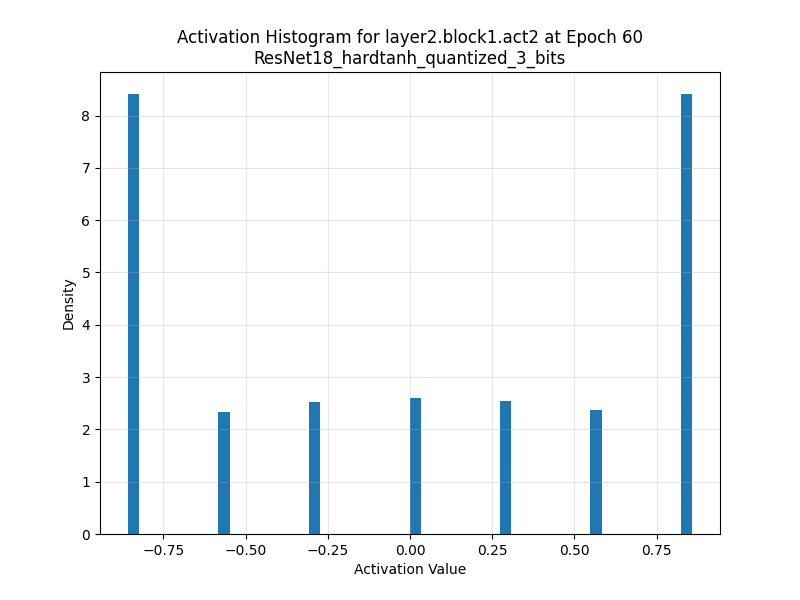 Activation Histogram for layer2.block1.act2 at Epoch 60
ResNet18_hardtanh_quantized_3_bits
8
7
6
5
4
3
2
1
0
Density
−0.75 −0.50 −0.25 0.00 0.25 0.50 0.75
Activation Value